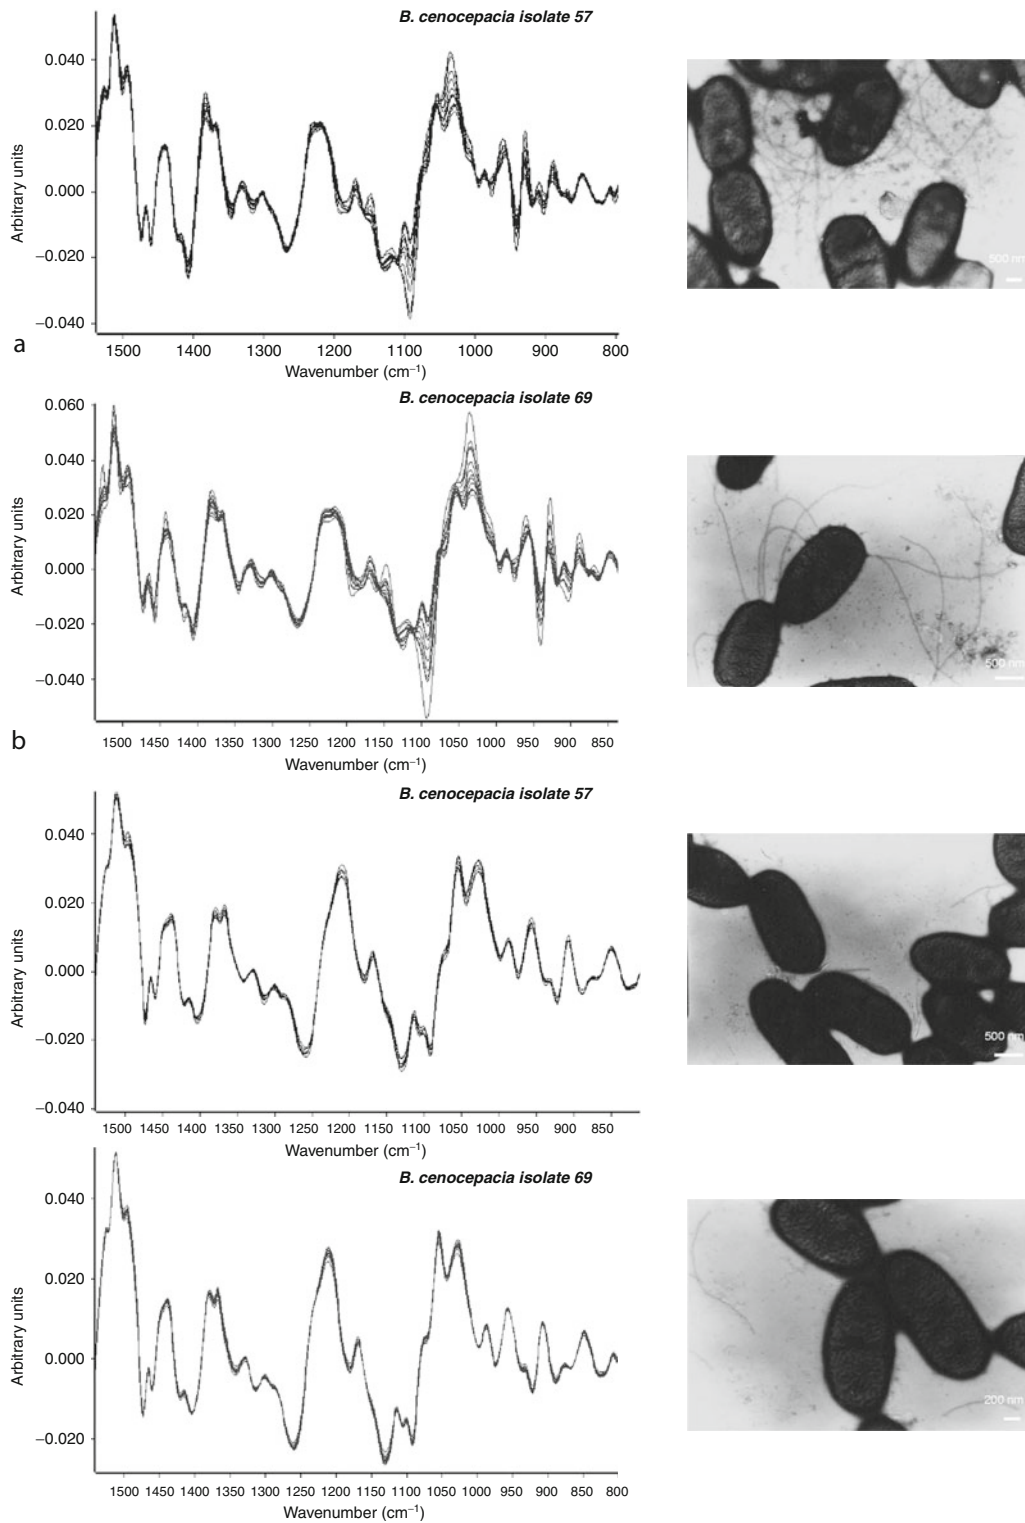 B. cenocepacia isolate 57
0.040
0.020
0.000
−0.020
−0.040
Arbitrary units
1500 1400 1300 1200 1100 1000 900 800
Wavenumber (cm−1)
500 nm
a
B. cenocepacia isolate 69
0.060
0.040
0.020
0.000
−0.020
−0.040
Arbitrary units
1500 1450 1400 1350 1300 1250 1200 1150 1100 1050 1000 950 900 850
Wavenumber (cm−1)
500 nm
b
B. cenocepacia isolate 57
0.040
0.020
0.000
−0.020
−0.040
Arbitrary units
1500 1450 1400 1350 1300 1250 1200 1150 1100 1050 1000 950 900 850
Wavenumber (cm−1)
500 nm
B. cenocepacia isolate 69
0.040
0.020
0.000
−0.020
Arbitrary units
1500 1450 1400 1350 1300 1250 1200 1150 1100 1050 1000 950 900 850 800
Wavenumber (cm−1)
200 nm